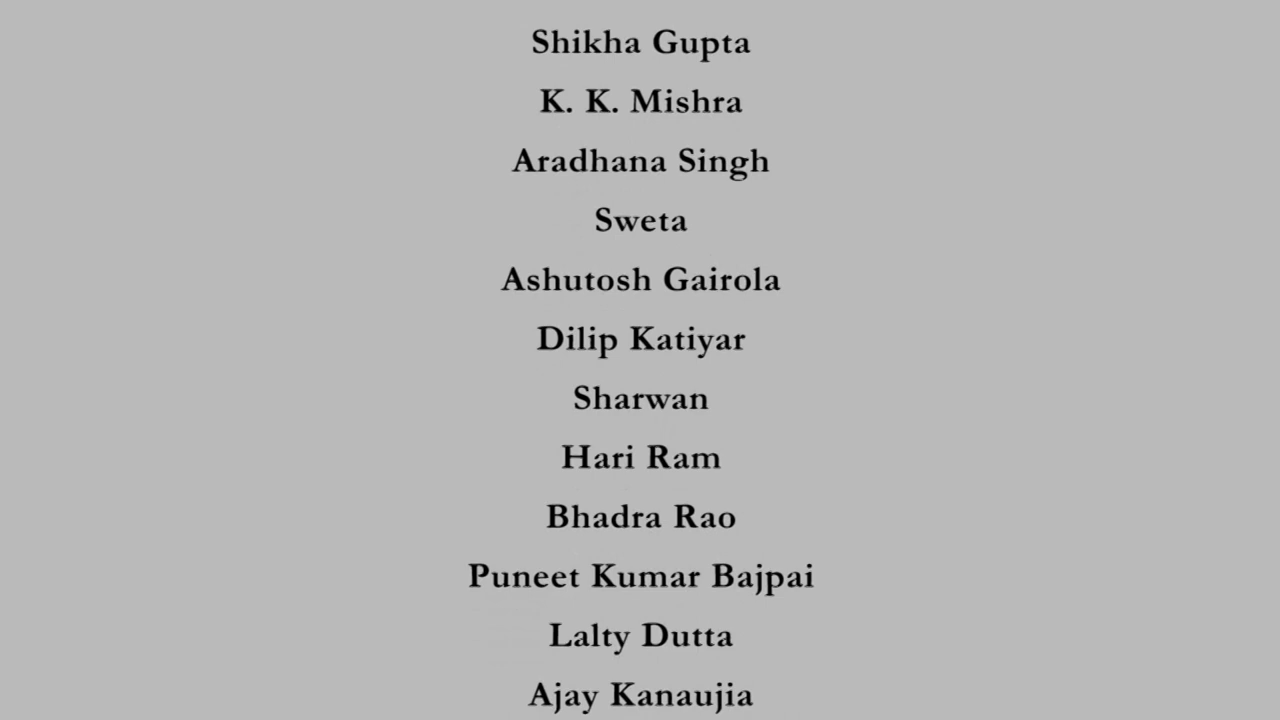 Shikha Gupta
K. K. Mishra
Aradhana Singh
Sweta
Ashutosh Gairola
Dilip Katiyar
Sharwan
Hari Ram
Bhadra Rao
Puneet Kumar Bajpai
Lalty Dutta
Ajay Kanaujia